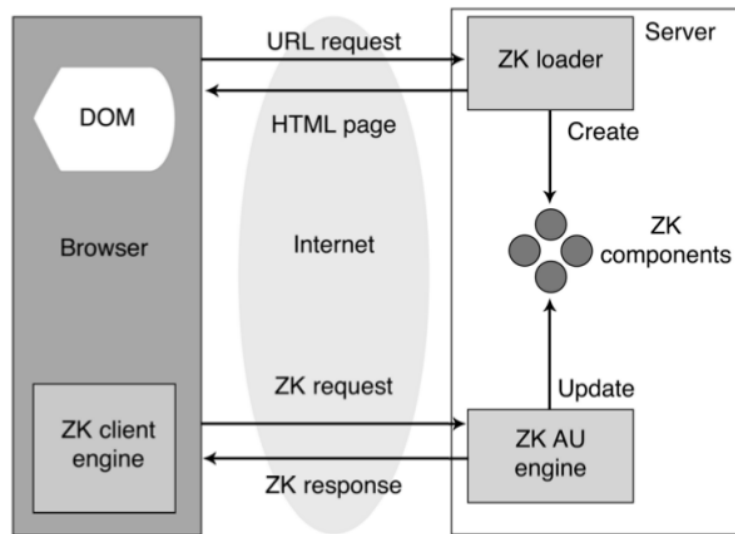 URL request
ZK loader
Server
DOM
HTML page
Create
Browser
Internet
ZK
components
ZK request
Update
ZK client
engine
ZK AU
engine
ZK response